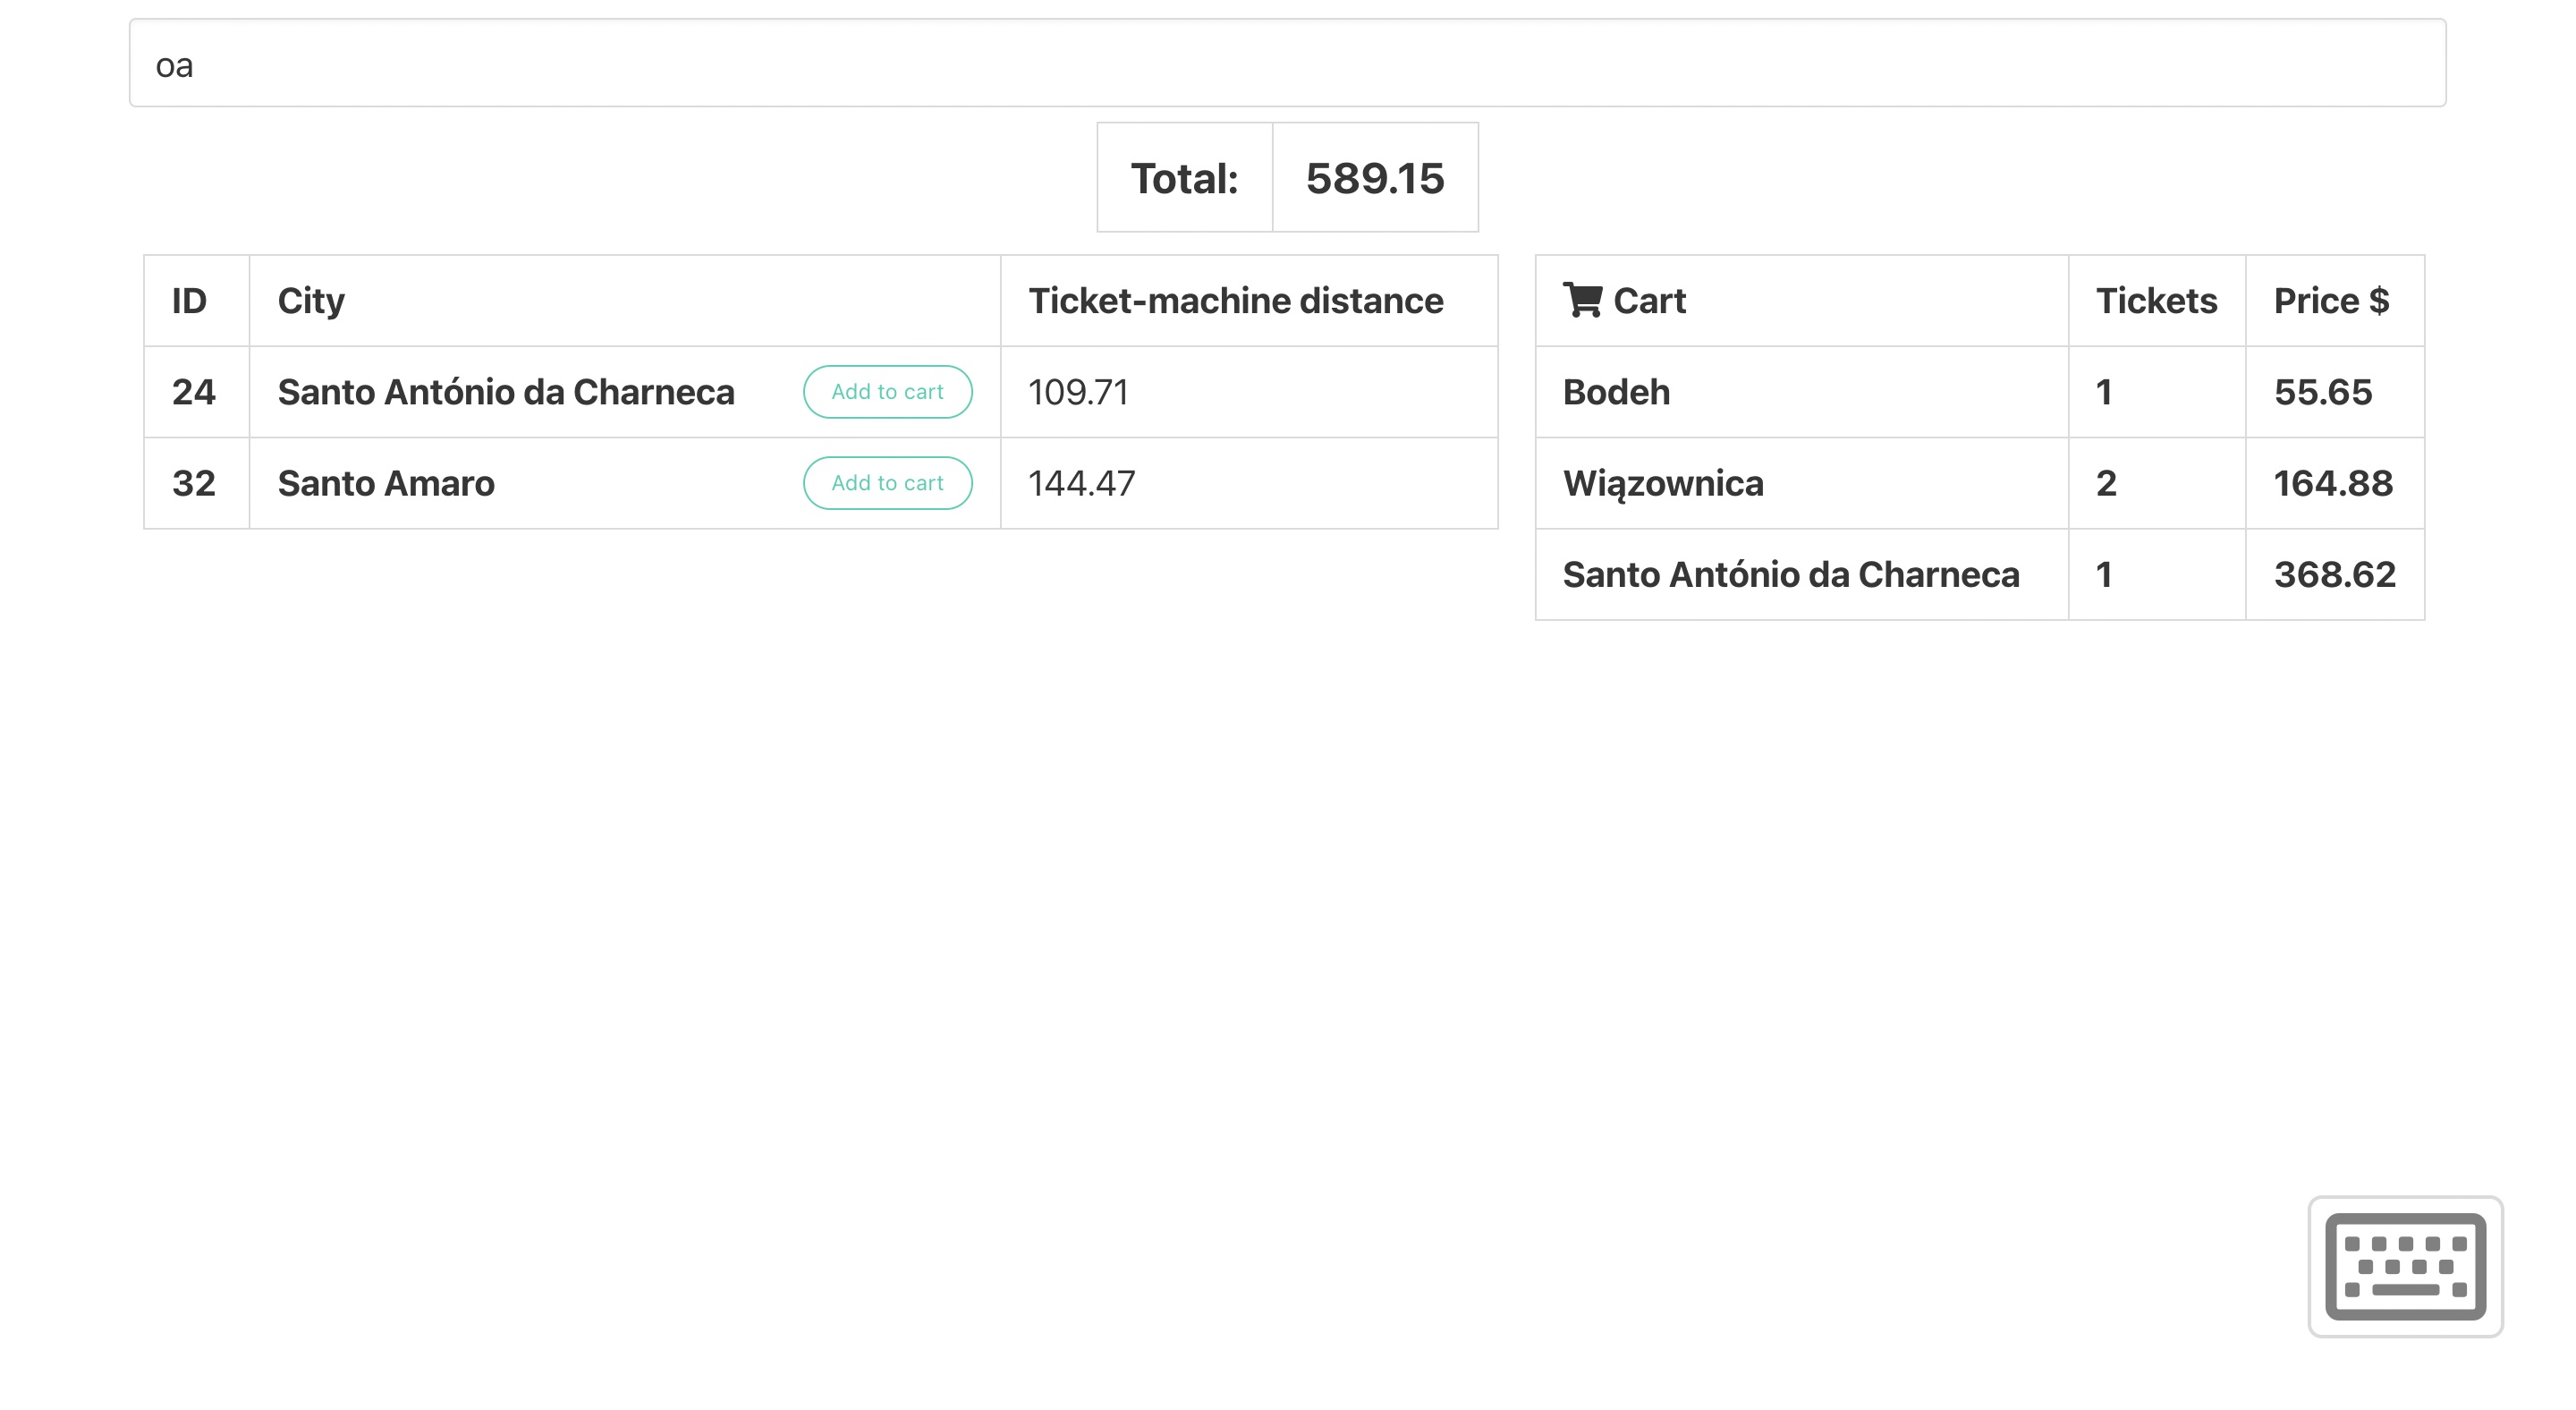 oa
Total: 589.15
ID City Ticket-machine distance
24 Santo António da Charneca Add to cart 109.71
32 Santo Amaro Add to cart 144.47
Cart Tickets Price $
Bodeh 1 55.65
Wiązownica 2 164.88
Santo António da Charneca 1 368.62